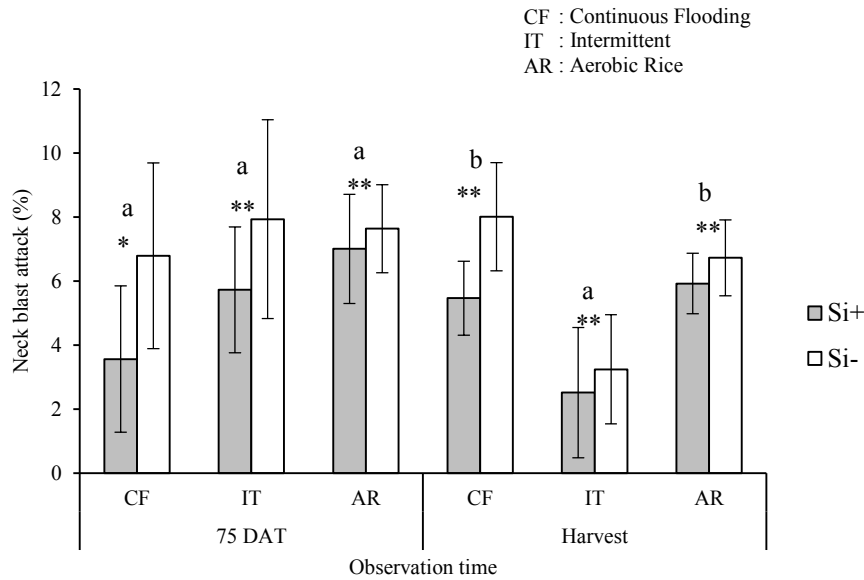 CF : Continuous Flooding
IT : Intermittent
AR : Aerobic Rice
Neck blast attack (%)
12
10
8
6
4
2
0
a
*
a
**
a
**
b
**
a
**
b
**
Si+
Si-
CF IT AR CF IT AR
75 DAT Harvest
Observation time